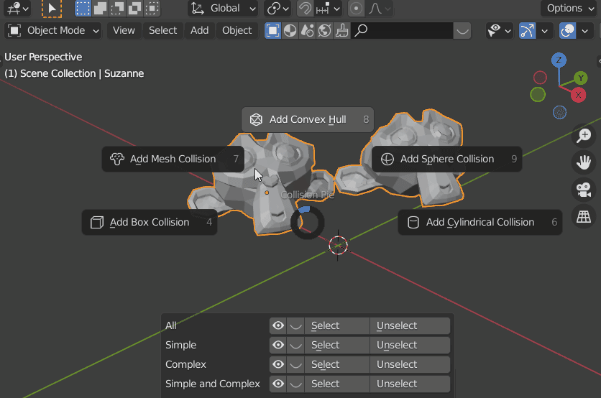 Global
Options
Object Mode
View
Select
Add
Object
User Perspective
(1) Scene Collection | Suzanne
Z
Y
X
Add Convex Hull 8
Add Mesh Collision 7
Add Sphere Collision 9
Collision Pie
Add Box Collision 4
Add Cylindrical Collision 6
All Select Unselect
Simple Select Unselect
Complex Select Unselect
Simple and Complex Select Unselect